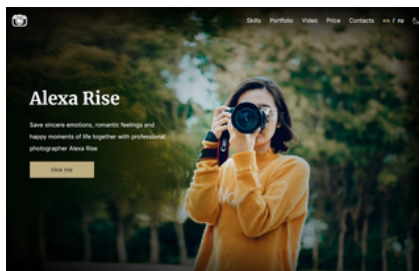 Skills Portfolio Video Price Contacts en / ru
Alexa Rise
Save sincere emotions, romantic feelings and
happy moments of life together with professional
photographer Alexa Rise
Hire me